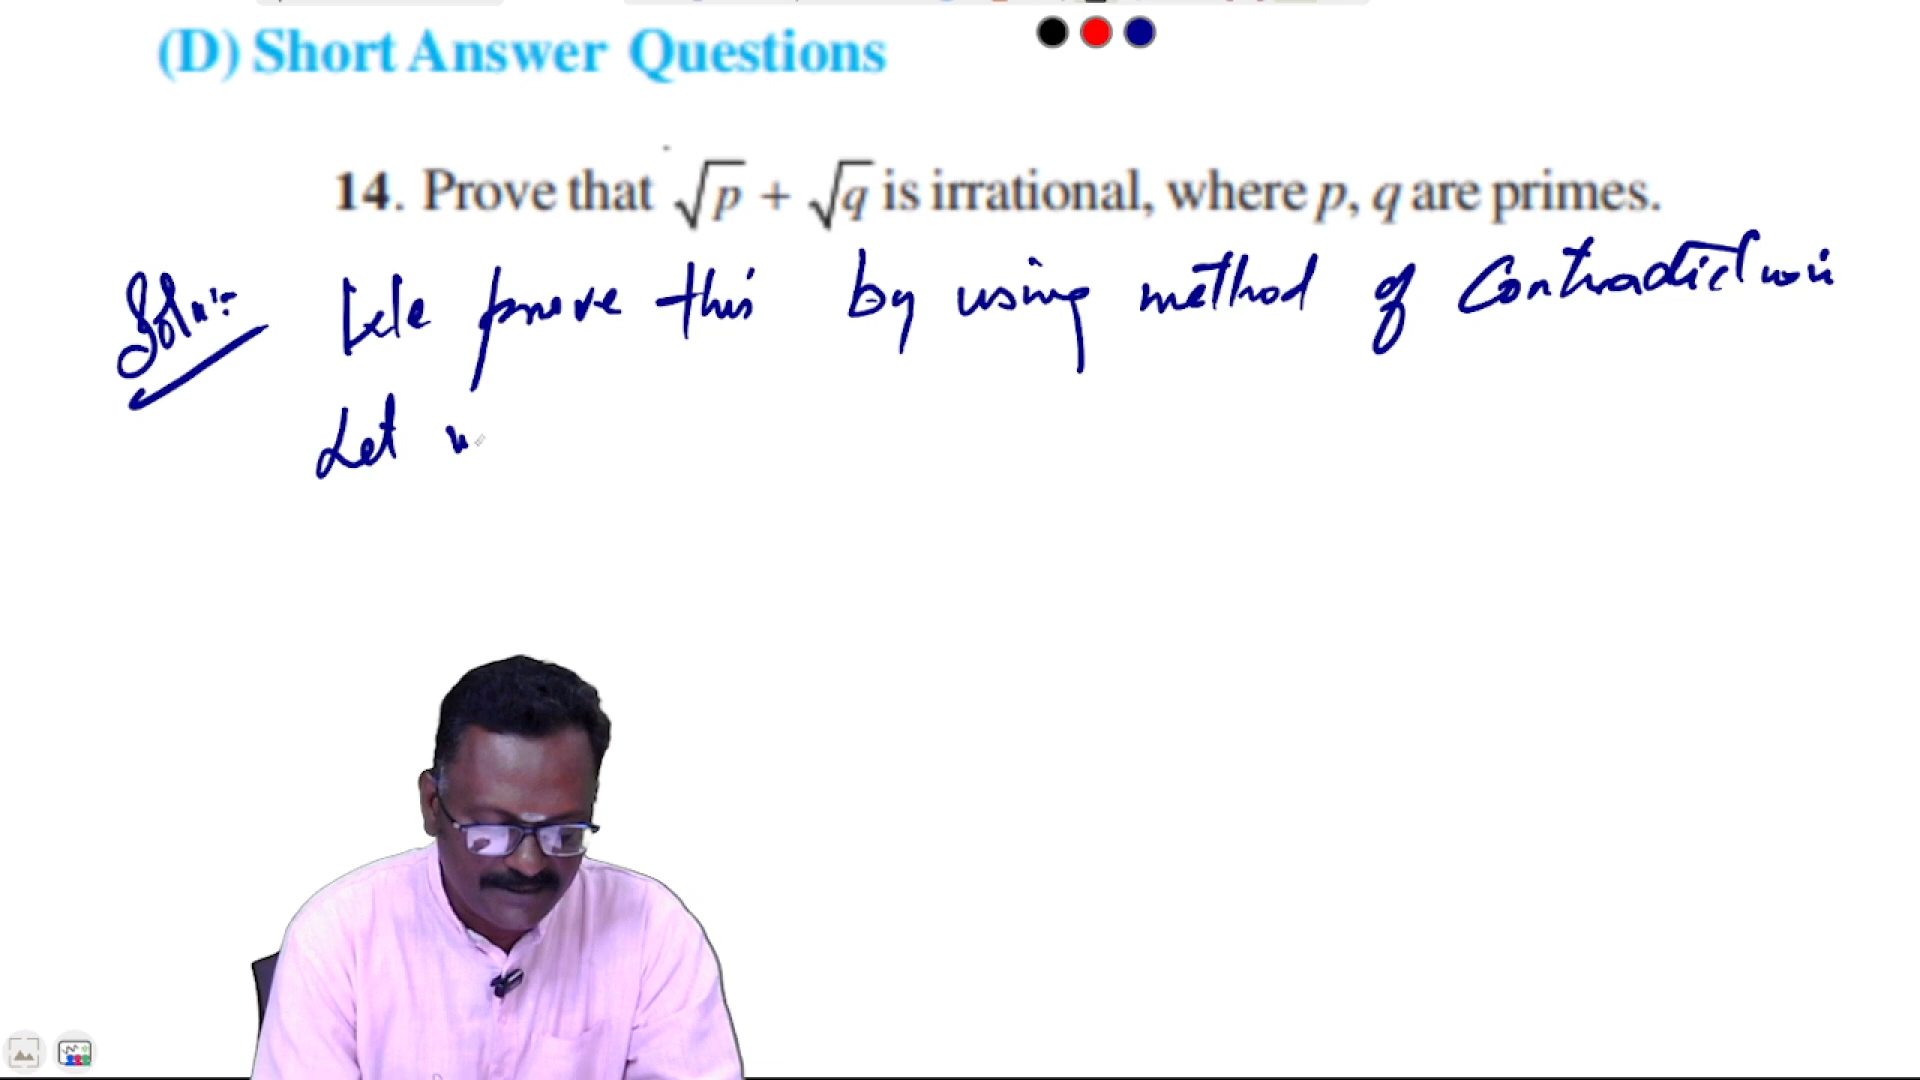 (D) Short Answer Questions
14. Prove that √p + √q is irrational, where p, q are primes.
Soln:- We prove this by using method of Contradiction
Let u